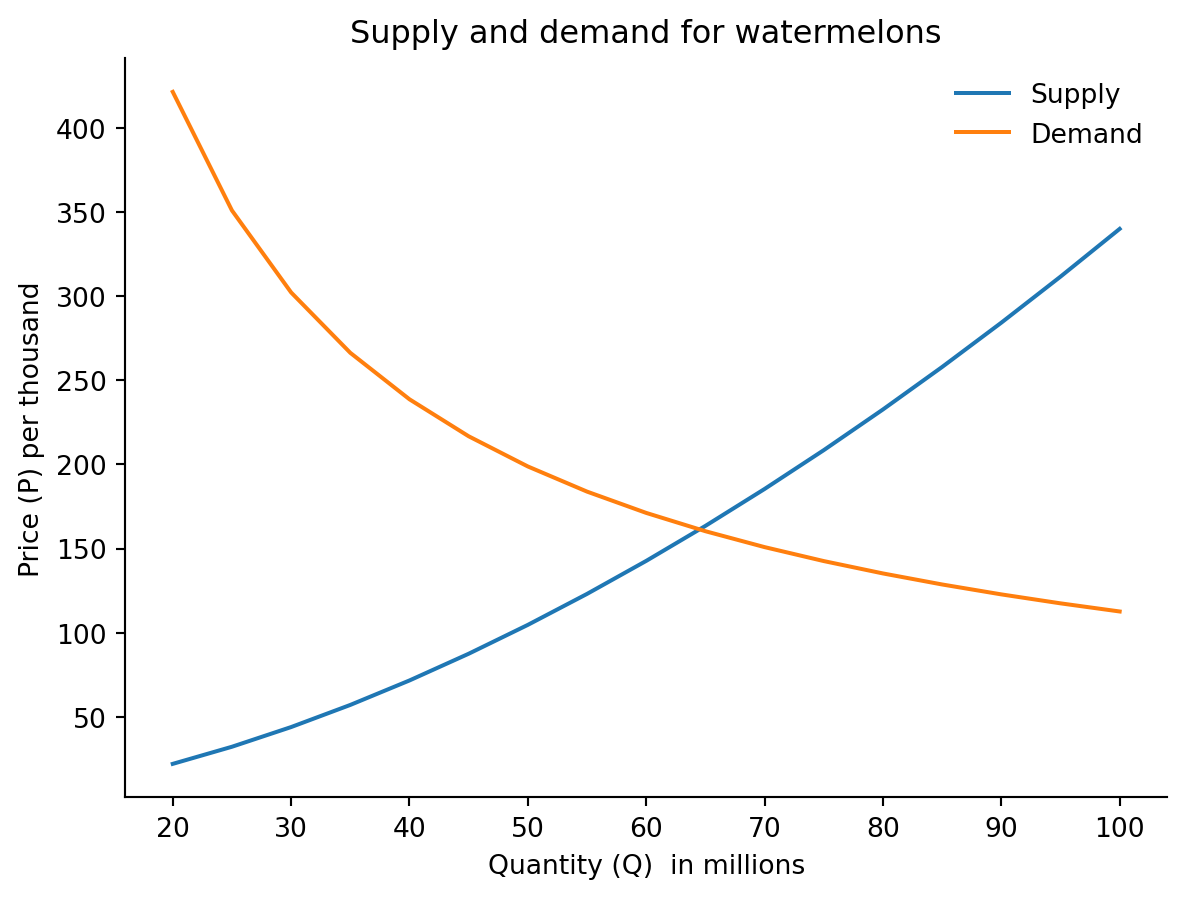 Supply and demand for watermelons
Supply
Demand
Price (P) per thousand
400
350
300
250
200
150
100
50
20 30 40 50 60 70 80 90 100
Quantity (Q)  in millions